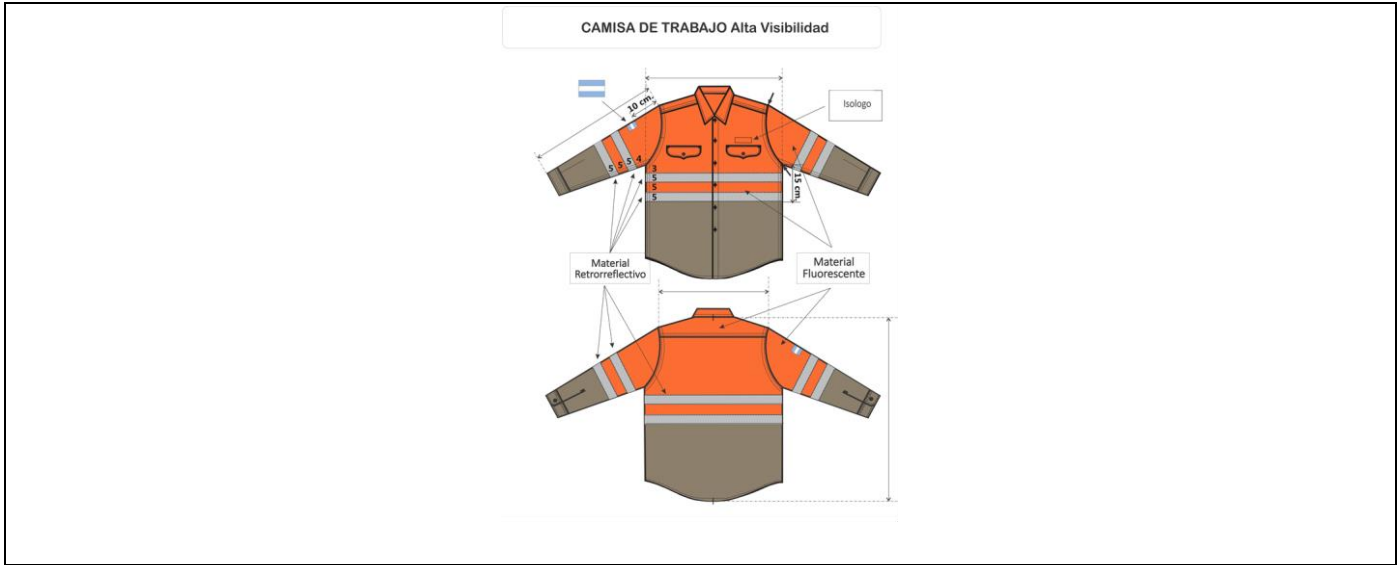 CAMISA DE TRABAJO Alta Visibilidad
10 cm.
Isologo
5 5 5 4
3
5
5
5
15 cm.
Material
Retrorreflectivo
Material
Fluorescente